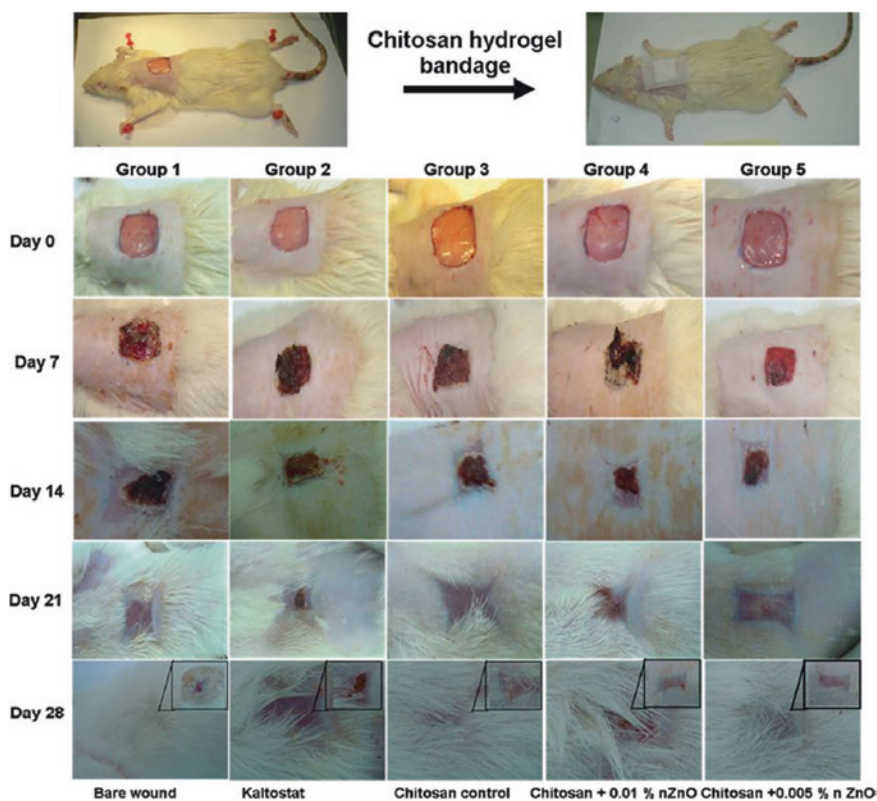 Chitosan hydrogel
bandage
Group 1 Group 2 Group 3 Group 4 Group 5
Day 0
Day 7
Day 14
Day 21
Day 28
Bare wound Kaltostat Chitosan control Chitosan + 0.01 % nZnO Chitosan +0.005 % n ZnO